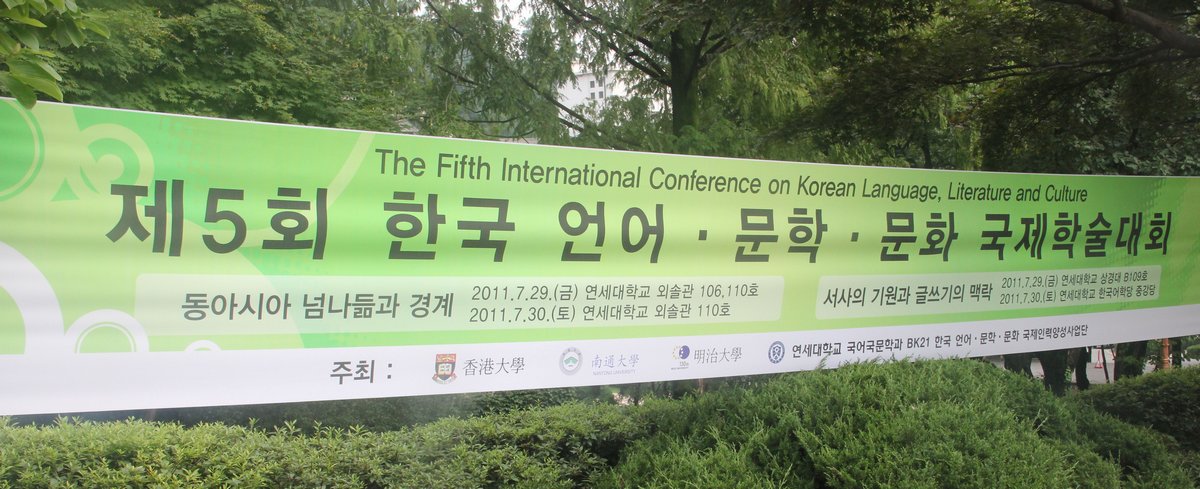 The Fifth International Conference on Korean Language, Literature and Culture
제5회 한국 언어 · 문학 · 문화 국제학술대회
동아시아 넘나듦과 경계
2011.7.29.(금) 연세대학교 외솔관 106,110호
2011.7.30.(토) 연세대학교 외솔관 110호
서사의 기원과 글쓰기의 맥락
2011.7.29.(금) 연세대학교 상경대 B109호
2011.7.30.(토) 연세대학교 한국어학당 중강당
주최 : 香港大學 南通大學 明治大學 연세대학교 국어국문학과 BK21 한국 언어 · 문학 · 문화 국제인력양성사업단
NANTONG UNIVERSITY